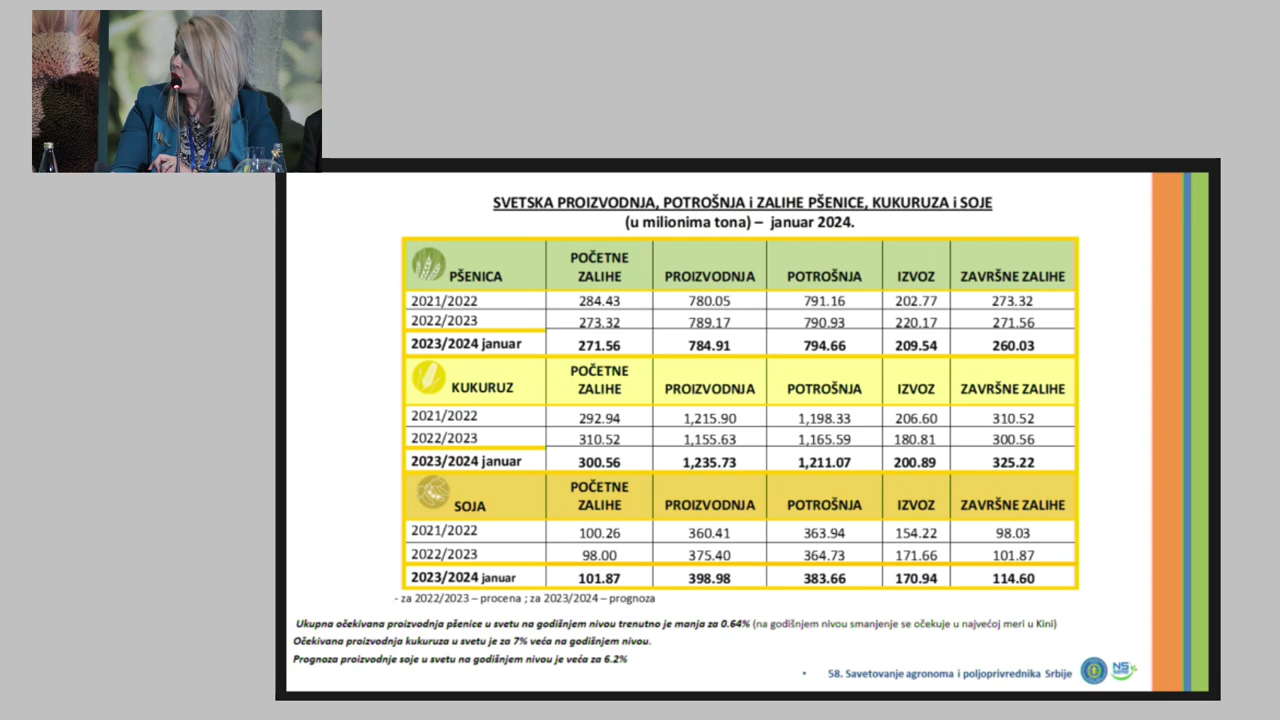 SVETSKA PROIZVODNJA, POTROŠNJA i ZALIHE PŠENICE, KUKURUZA i SOJE
(u milionima tona) – januar 2024.
PŠENICA POČETNE ZALIHE PROIZVODNJA POTROŠNJA IZVOZ ZAVRŠNE ZALIHE
2021/2022 284.43 780.05 791.16 202.77 273.32
2022/2023 273.32 789.17 790.93 220.17 271.56
2023/2024 januar 271.56 784.91 794.66 209.54 260.03
KUKURUZ POČETNE ZALIHE PROIZVODNJA POTROŠNJA IZVOZ ZAVRŠNE ZALIHE
2021/2022 292.94 1,215.90 1,198.33 206.60 310.52
2022/2023 310.52 1,155.63 1,165.59 180.81 300.56
2023/2024 januar 300.56 1,235.73 1,211.07 200.89 325.22
SOJA POČETNE ZALIHE PROIZVODNJA POTROŠNJA IZVOZ ZAVRŠNE ZALIHE
2021/2022 100.26 360.41 363.94 154.22 98.03
2022/2023 98.00 375.40 364.73 171.66 101.87
2023/2024 januar 101.87 398.98 383.66 170.94 114.60
- za 2022/2023 – procena ; za 2023/2024 – prognoza
Ukupna očekivana proizvodnja pšenice u svetu na godišnjem nivou trenutno je manja za 0.64% (na godišnjem nivou smanjenje se očekuje u najvećoj meri u Kini)
Očekivana proizvodnja kukuruza u svetu je za 7% veća na godišnjem nivou.
Prognoza proizvodnje soje u svetu na godišnjem nivou je veća za 6.2%
• 58. Savetovanje agronoma i poljoprivrednika Srbije
NS